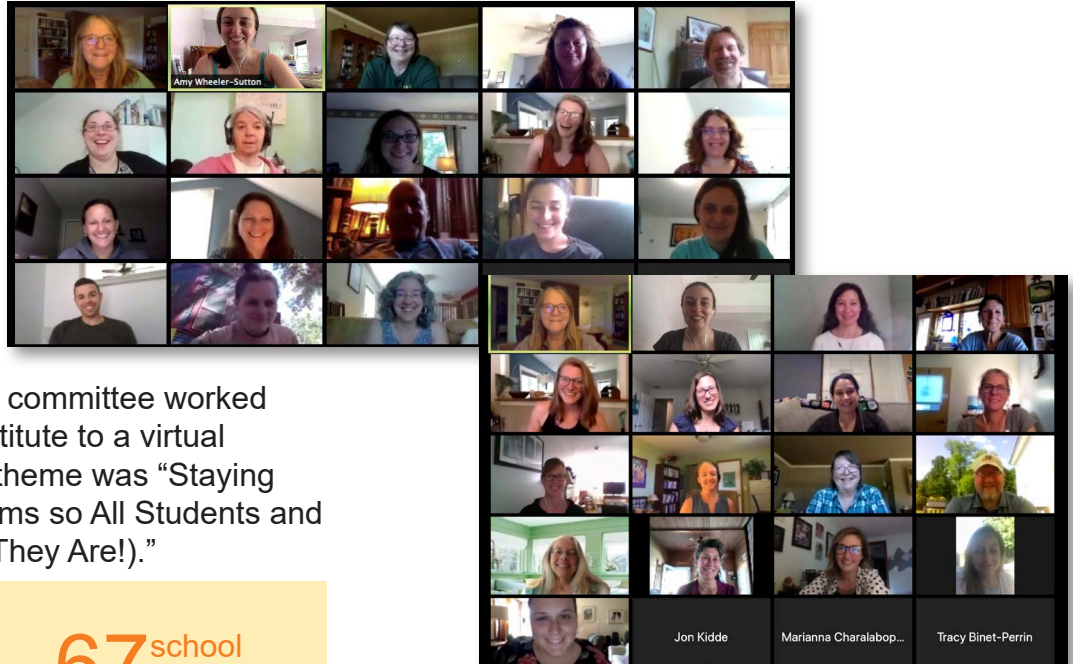 Amy Wheeler-Sutton
committee worked
titute to a virtual
theme was “Staying
ms so All Students and
They Are!).”
67 school
Jon Kidde
Marianna Charalabop...
Tracy Binet-Perrin